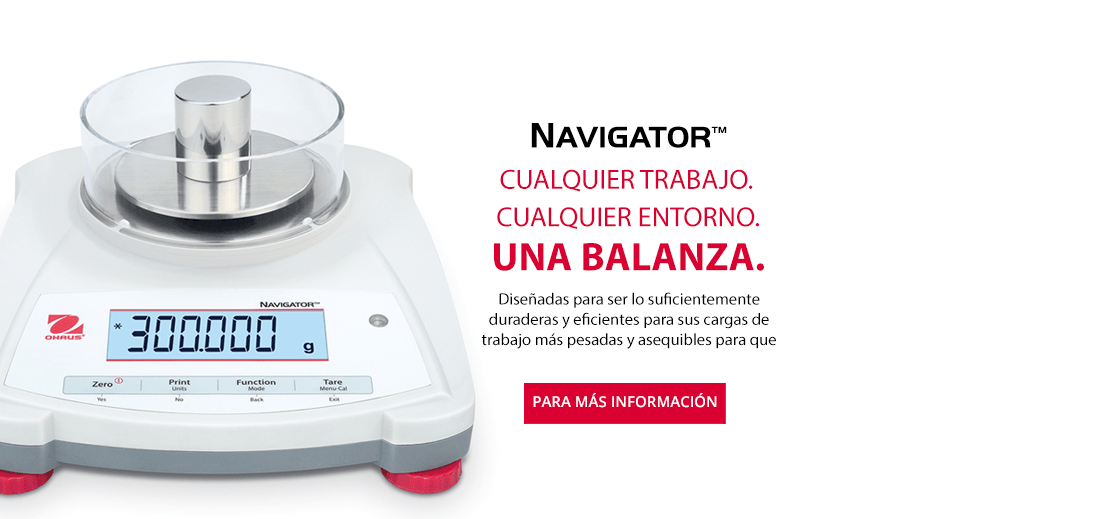 NAVIGATOR™
CUALQUIER TRABAJO.
CUALQUIER ENTORNO.
UNA BALANZA.
Diseñadas para ser lo suficientemente
duraderas y eficientes para sus cargas de
trabajo más pesadas y asequibles para que
PARA MÁS INFORMACIÓN
NAVIGATOR™
OHAUS®
* 300.000 g
Zero Print Function Tare
Units Mode Menu-Cal
Yes No Back Exit